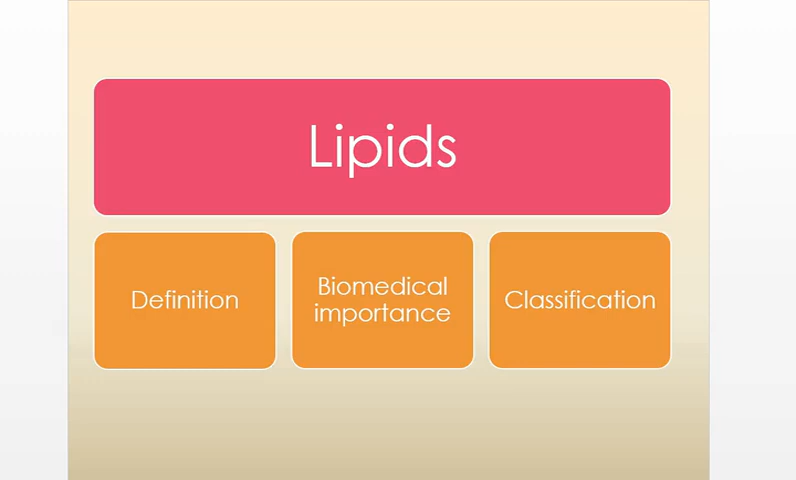 Lipids
Definition
Biomedical
importance
Classification